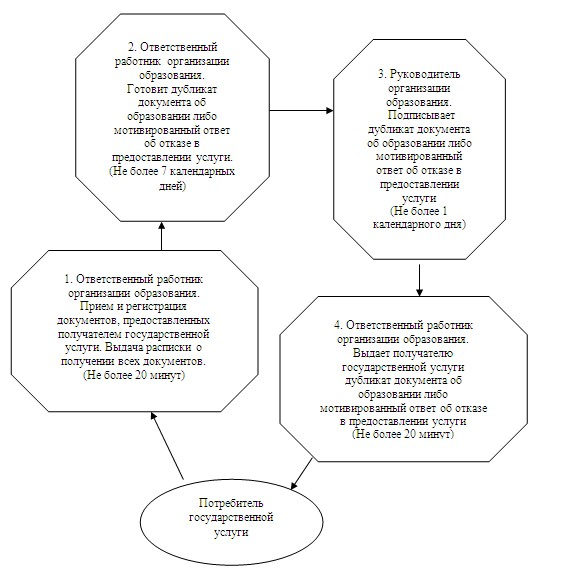 2. Ответственный
работник организации
образования.
Готовит дубликат
документа об
образовании либо
мотивированный ответ
об отказе в
предоставлении услуги.
(Не более 7 календарных
дней)
3. Руководитель
организации
образования.
Подписывает
дубликат документа
об образовании либо
мотивированный
ответ об отказе в
предоставлении
услуги
(Не более 1
календарного дня)
1. Ответственный работник
организации образования.
Прием и регистрация
документов, предоставленных
получателем государственной
услуги. Выдача расписки о
получении всех документов.
(Не более 20 минут)
4. Ответственный работник
организации образования.
Выдает получателю
государственной услуги
дубликат документа об
образовании либо
мотивированный ответ об отказе
в предоставлении услуги
(Не более 20 минут)
Потребитель
государственной
услуги